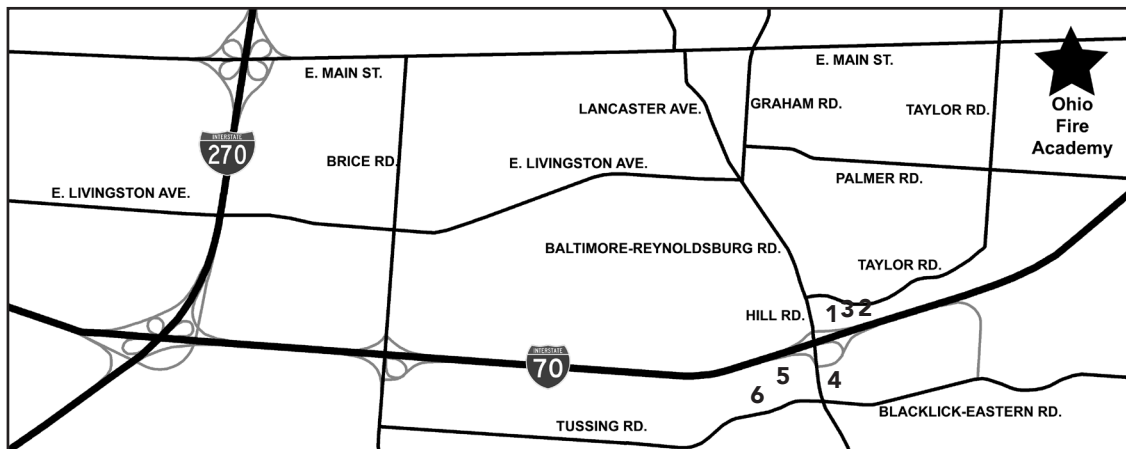 E. MAIN ST.
E. MAIN ST.
LANCASTER AVE.
GRAHAM RD.
TAYLOR RD.
Ohio
Fire
Academy
INTERSTATE
270
BRICE RD.
E. LIVINGSTON AVE.
PALMER RD.
E. LIVINGSTON AVE.
BALTIMORE-REYNOLDSBURG RD.
TAYLOR RD.
HILL RD.
1
3
2
INTERSTATE
70
5
4
6
BLACKLICK-EASTERN RD.
TUSSING RD.